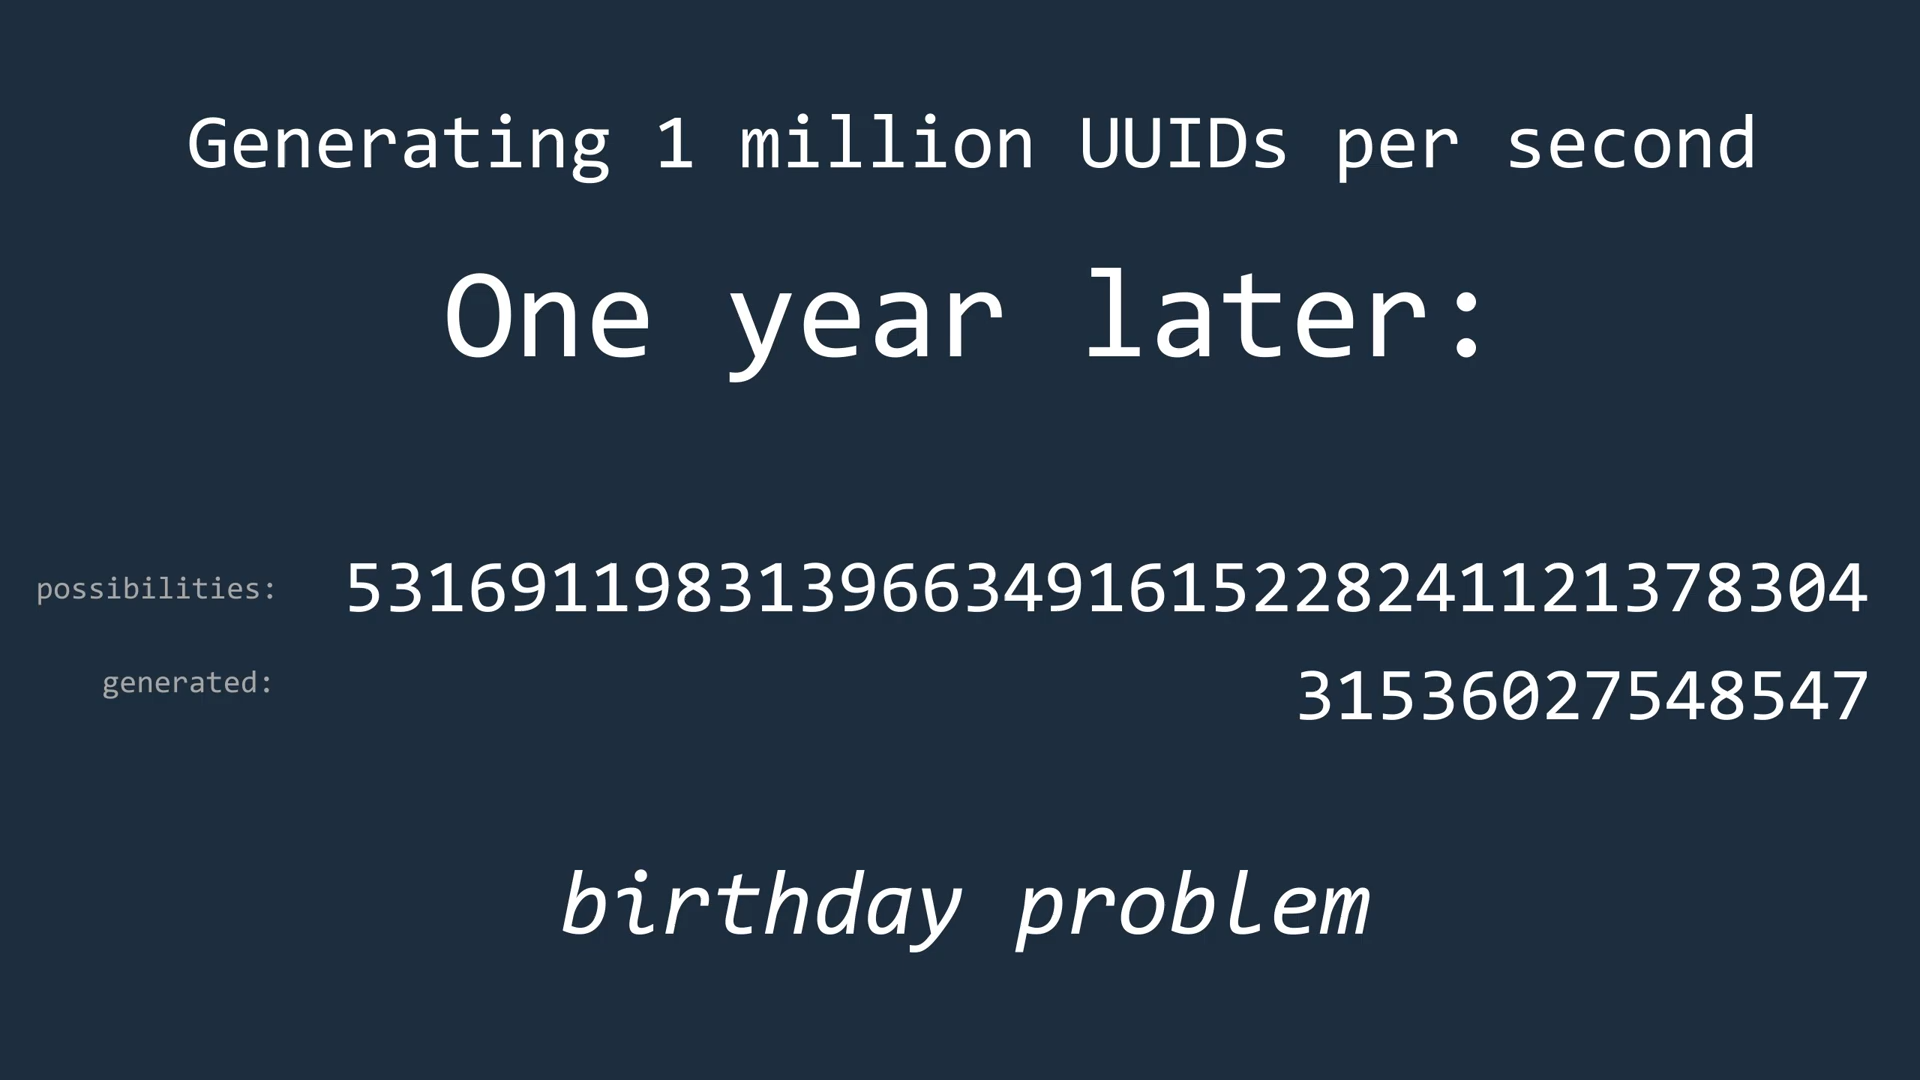 Generating 1 million UUIDs per second
One year later:
possibilities: 5316911983139663491615228241121378304
generated: 31536027548547
birthday problem